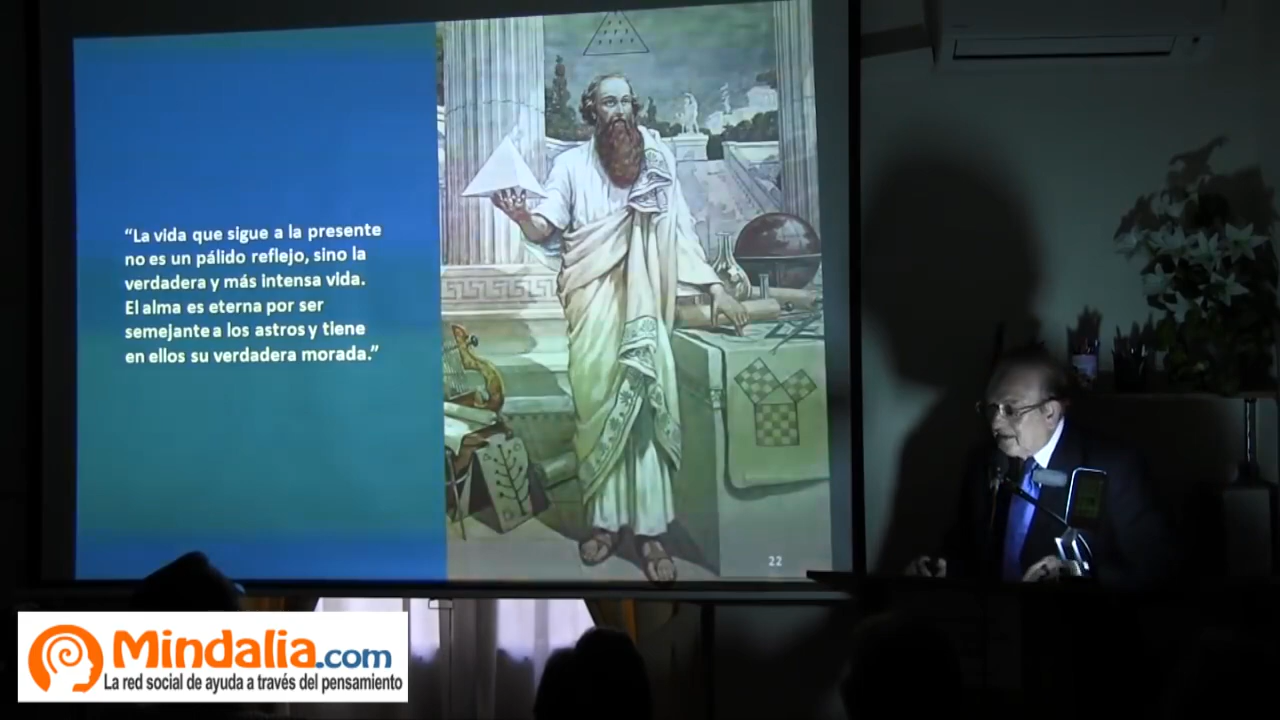 “La vida que sigue a la presente
no es un pálido reflejo, sino la
verdadera y más intensa vida.
El alma es eterna por ser
semejante a los astros y tiene
en ellos su verdadera morada.”
22
Mindalia.com
La red social de ayuda a través del pensamiento